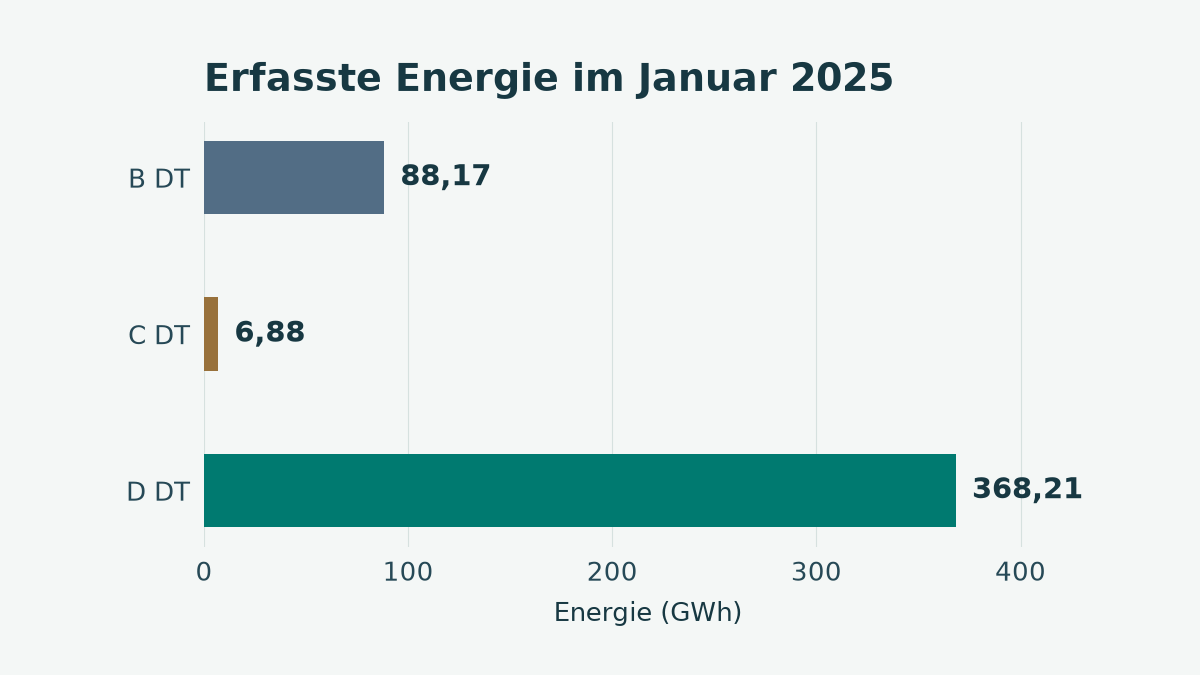 Erfasste Energie im Januar 2025
B DT
88,17
C DT
6,88
D DT
368,21
0 100 200 300 400
Energie (GWh)